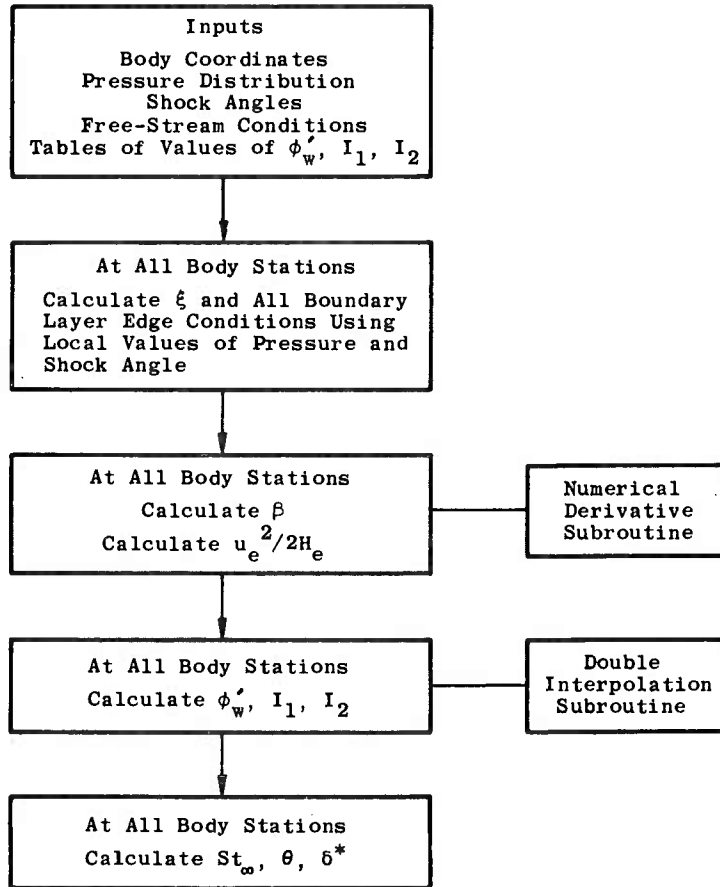 Inputs
Body Coordinates
Pressure Distribution
Shock Angles
Free-Stream Conditions
Tables of Values of ϕ'w, I1, I2
At All Body Stations
Calculate ξ and All Boundary
Layer Edge Conditions Using
Local Values of Pressure and
Shock Angle
At All Body Stations
Calculate β
Calculate ue²/2He
Numerical
Derivative
Subroutine
At All Body Stations
Calculate ϕ'w, I1, I2
Double
Interpolation
Subroutine
At All Body Stations
Calculate St∞, θ, δ*